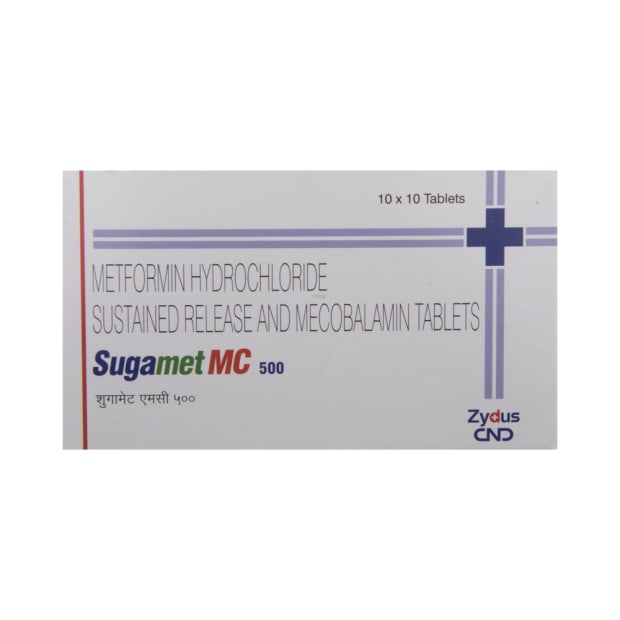 10 x 10 Tablets
METFORMIN HYDROCHLORIDE
SUSTAINED RELEASE AND MECOBALAMIN TABLETS
Sugamet MC 500
शुगामेट एमसी ५००
Zydus
CND